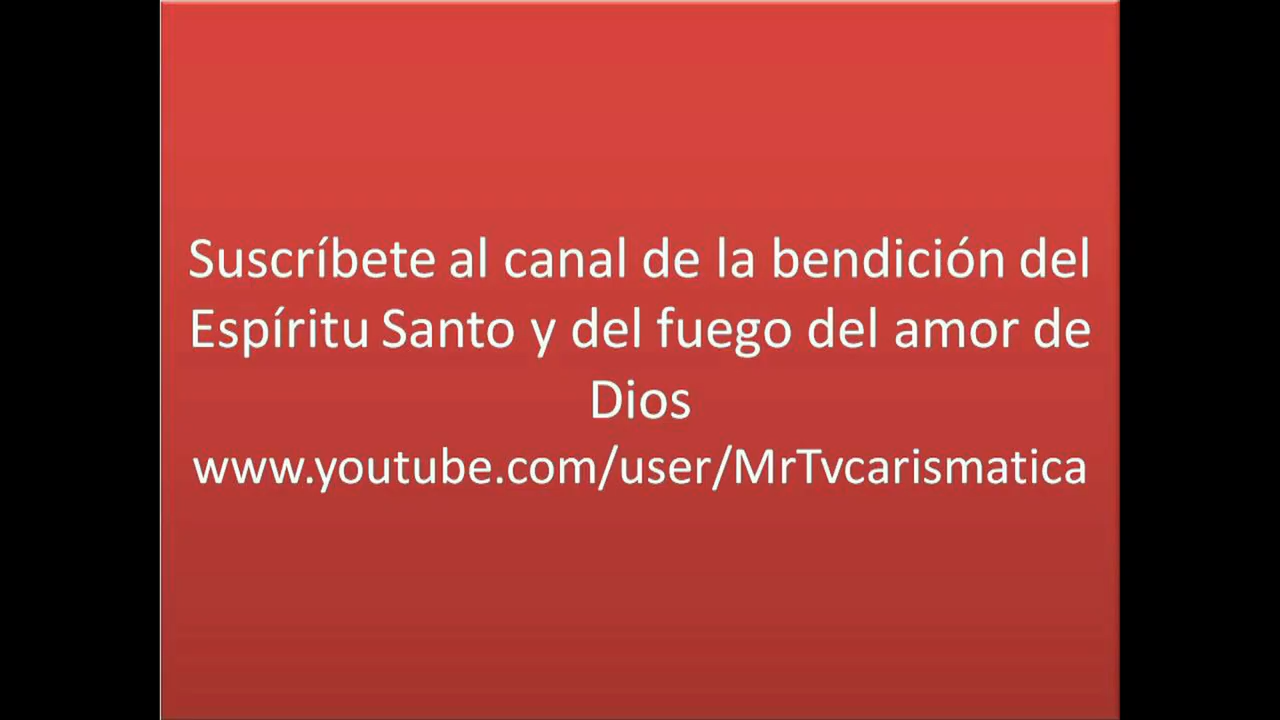 Suscríbete al canal de la bendición del
Espíritu Santo y del fuego del amor de
Dios
www.youtube.com/user/MrTvcarismatica